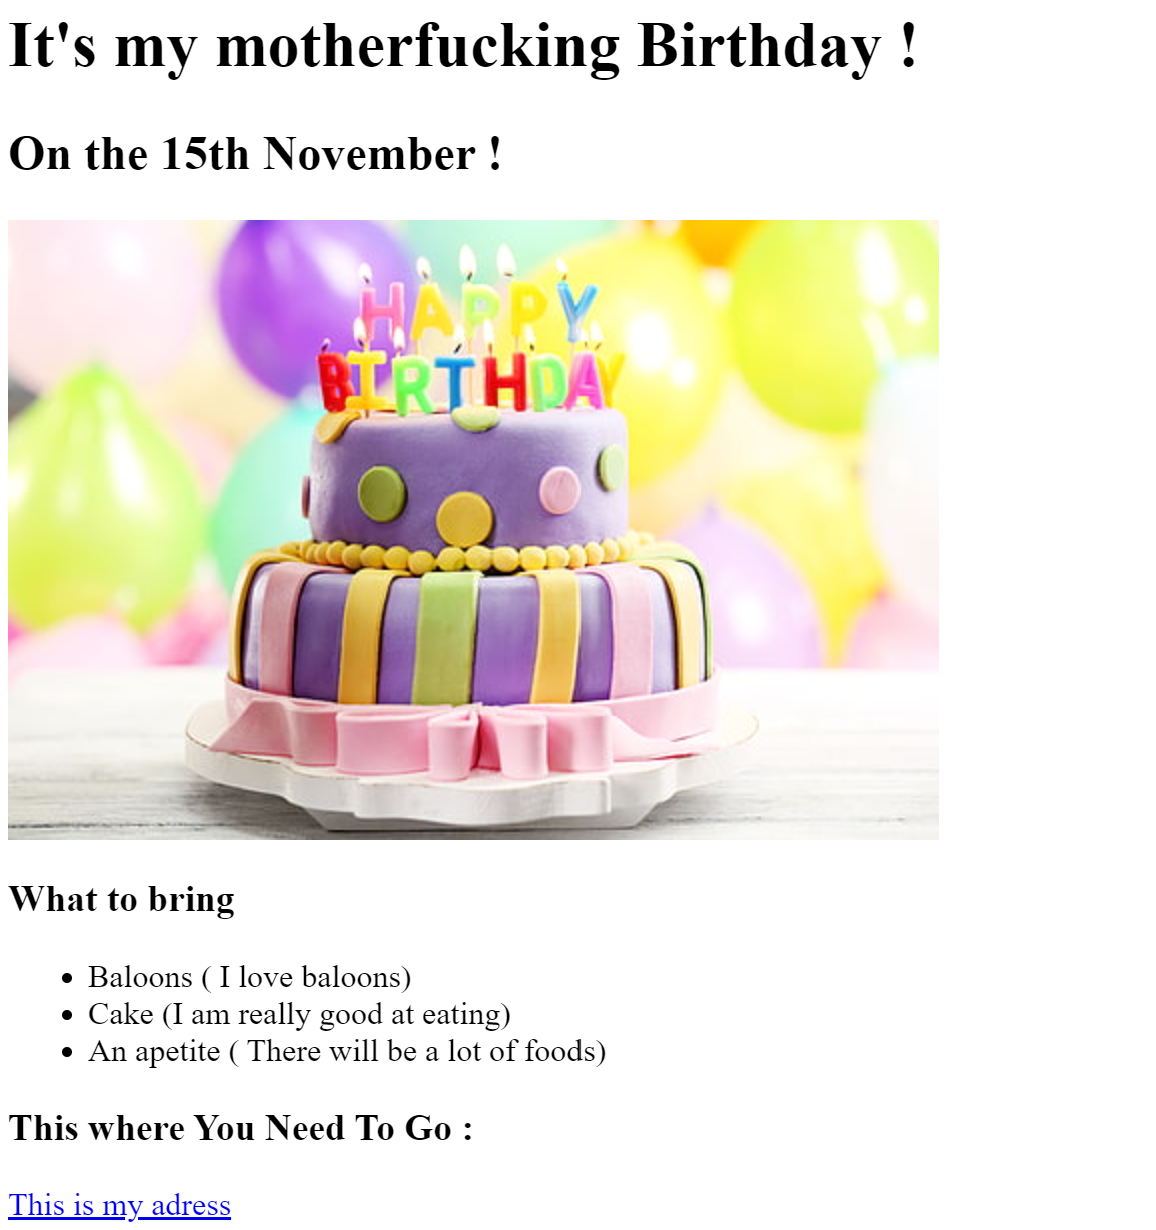 It's my motherfucking Birthday !
On the 15th November !
HAPPY
BIRTHDAY
What to bring
Baloons ( I love baloons)
Cake (I am really good at eating)
An apetite ( There will be a lot of foods)
This where You Need To Go :
This is my adress